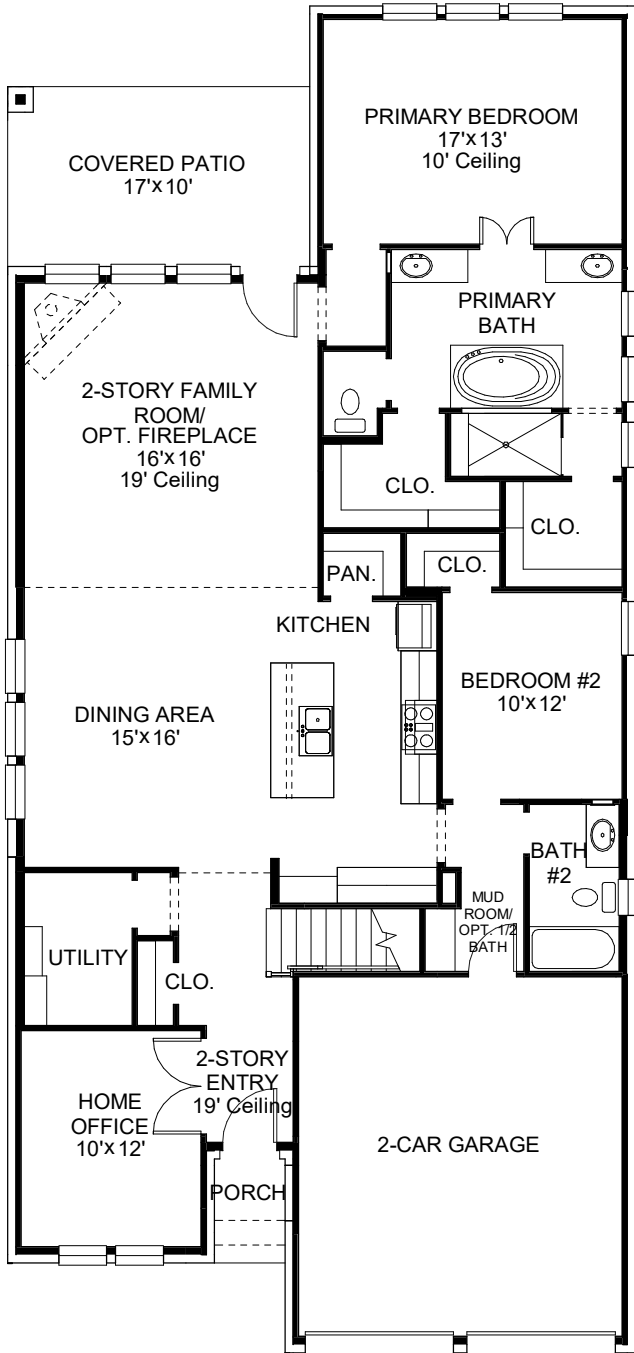 PRIMARY BEDROOM
17'x13'
10' Ceiling
COVERED PATIO
17'x10'
PRIMARY
BATH
2-STORY FAMILY
ROOM/
OPT. FIREPLACE
16'x16'
19' Ceiling
CLO.
CLO.
PAN.
CLO.
KITCHEN
BEDROOM #2
10'x12'
DINING AREA
15'x16'
BATH
#2
MUD
ROOM/
OPT. 1/2
BATH
UTILITY
CLO.
2-STORY
ENTRY
19' Ceiling
HOME
OFFICE
10'x12'
2-CAR GARAGE
PORCH